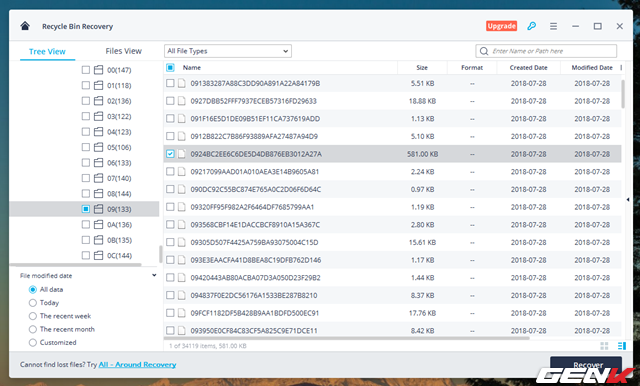 Recycle Bin Recovery
Upgrade
Tree View
Files View
All File Types
Enter Name or Path here
Name Size Format Created Date Modified Date
00(147)
01(118)
02(136)
03(122)
04(123)
05(106)
06(133)
07(140)
08(144)
09(133)
0A(136)
0B(135)
0C(144)
091383287A88C3DD90A891A22A84179B 5.51 KB -- 2018-07-28 2018-07-28
0927DBB52FFF7937ECEB57316FD29633 18.88 KB -- 2018-07-28 2018-07-28
091F16E5D1DE09B51EF11CA737619ADD 1.13 KB -- 2018-07-28 2018-07-28
0912B822C7B86F93889AFA27487A94D9 5.10 KB -- 2018-07-28 2018-07-28
0924BC2EE6C6DE5D4DB876EB3012A27A 581.00 KB -- 2018-07-28 2018-07-28
09217099AAD01A010AEA3E14B9605A81 2.24 KB -- 2018-07-28 2018-07-28
090DC92C55BC874E765A0C2D06F6D64C 0.97 KB -- 2018-07-28 2018-07-28
09320FF95F982A2F6464DF7685799AA1 1.19 KB -- 2018-07-28 2018-07-28
093568CBF14E1DACCBCF8910A15A367C 2.80 KB -- 2018-07-28 2018-07-28
09305D507F4425A759BA93075004C15D 15.61 KB -- 2018-07-28 2018-07-28
093E3EAACFA41D8BEA8C19DFB762D146 1.17 KB -- 2018-07-28 2018-07-28
09420443AB80ACBA07D3A050D23F29B2 1.44 KB -- 2018-07-28 2018-07-28
094837F0E2DC56176A1533BE287B8210 8.37 KB -- 2018-07-28 2018-07-28
09FCF1182DF5B428B9AA1BDFD500EC91 17.76 KB -- 2018-07-28 2018-07-28
093950E0CF84C83CF5A825C9E71DCE11 8.42 KB -- 2018-07-28 2018-07-28
File modified date
All data
Today
The recent week
The recent month
Customized
1 of 34119 items, 581.00 KB
Cannot find lost files? Try All - Around Recovery
Recover
GENK